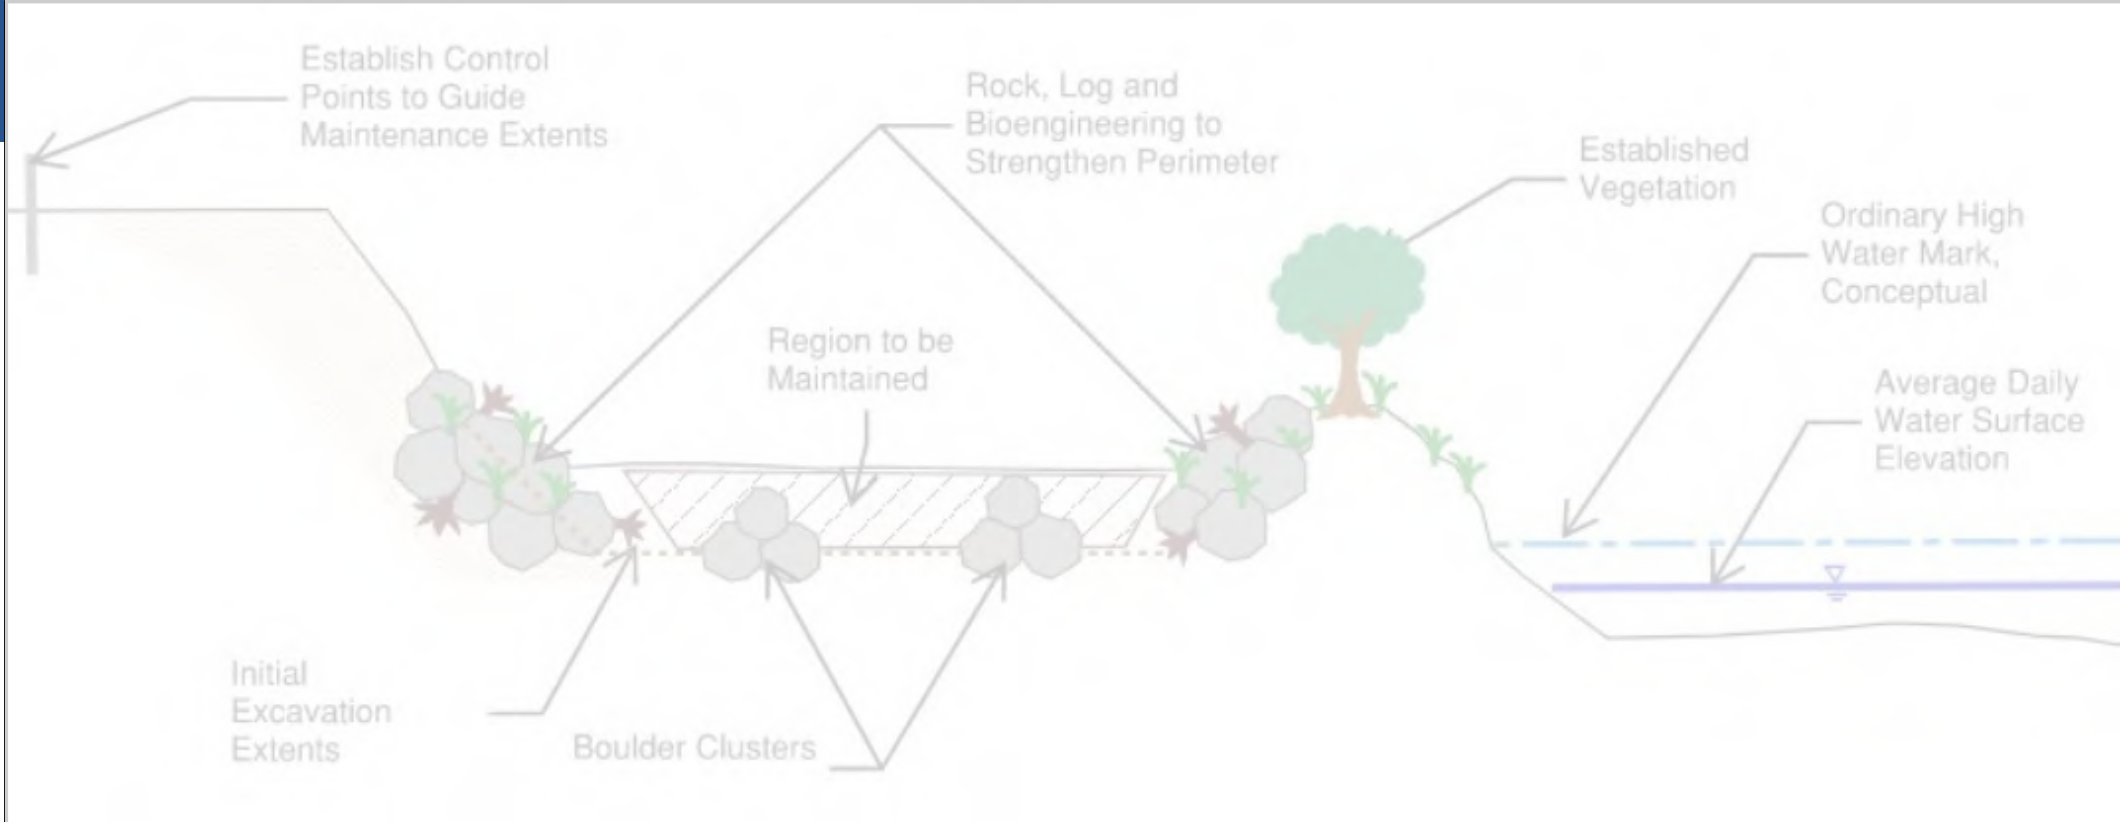 Establish Control
Points to Guide
Maintenance Extents
Rock, Log and
Bioengineering to
Strengthen Perimeter
Established
Vegetation
Ordinary High
Water Mark,
Conceptual
Region to be
Maintained
Average Daily
Water Surface
Elevation
Initial
Excavation
Extents
Boulder Clusters